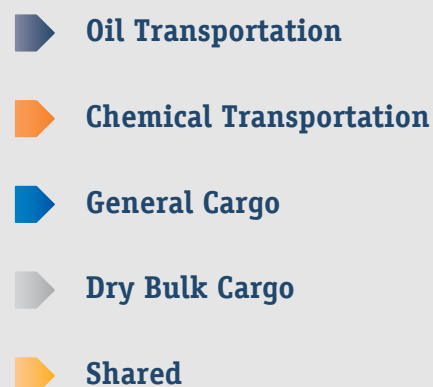 Oil Transportation
Chemical Transportation
General Cargo
Dry Bulk Cargo
Shared